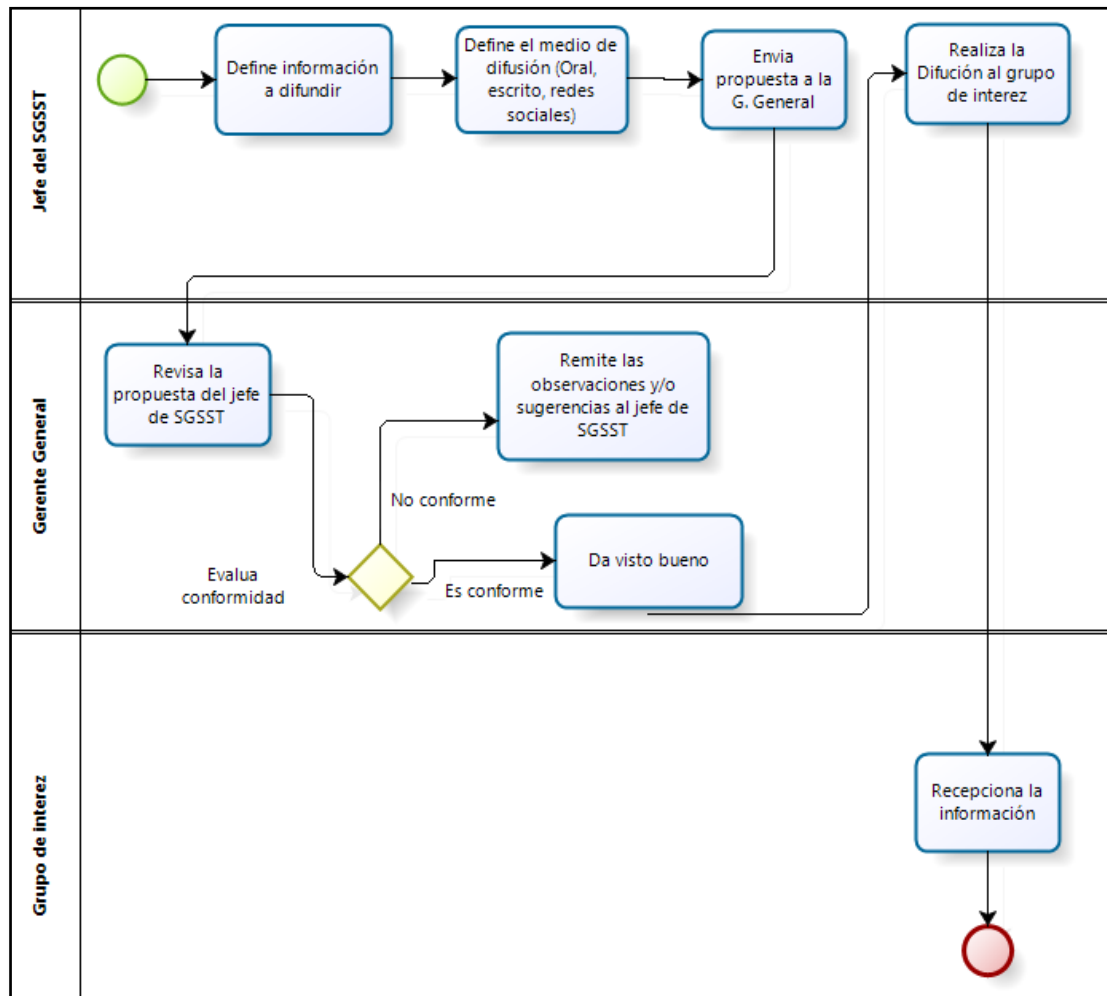 Jefe del SGSST
Define información
a difundir
Define el medio de
difusión (Oral,
escrito, redes
sociales)
Envia
propuesta a la
G. General
Realiza la
Difución al grupo
de interez
Gerente General
Revisa la
propuesta del jefe
de SGSST
Remite las
observaciones y/o
sugerencias al jefe de
SGSST
No conforme
Evalua
conformidad
Es conforme
Da visto bueno
Grupo de interez
Recepciona la
información